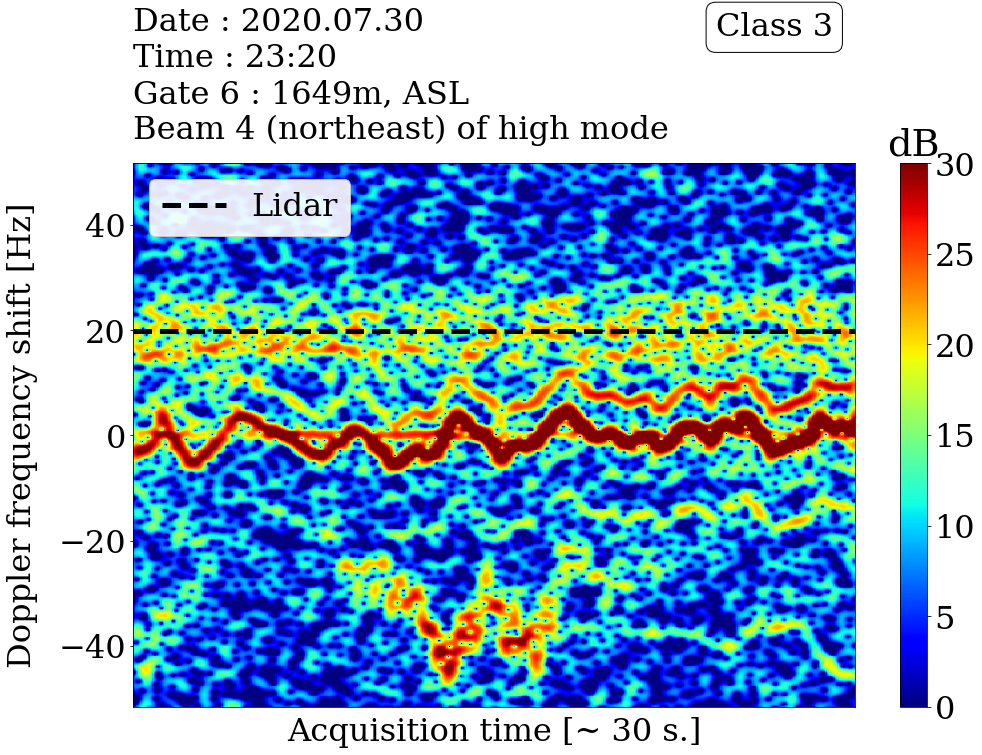 Date : 2020.07.30
Time : 23:20
Gate 6 : 1649m, ASL
Beam 4 (northeast) of high mode
Class 3
dB
Lidar
Doppler frequency shift [Hz]
40
20
0
−20
−40
Acquisition time [~ 30 s.]
30
25
20
15
10
5
0